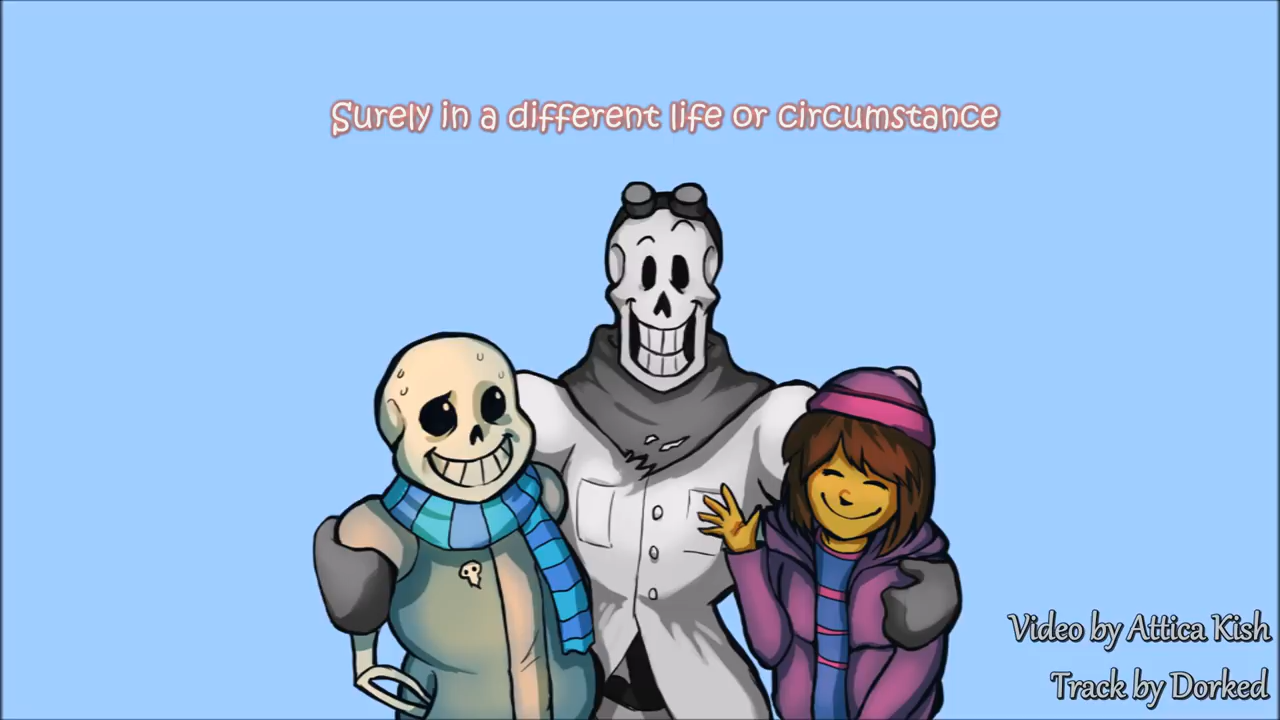 Surely in a different life or circumstance
Video by Attica Kish
Track by Dorked